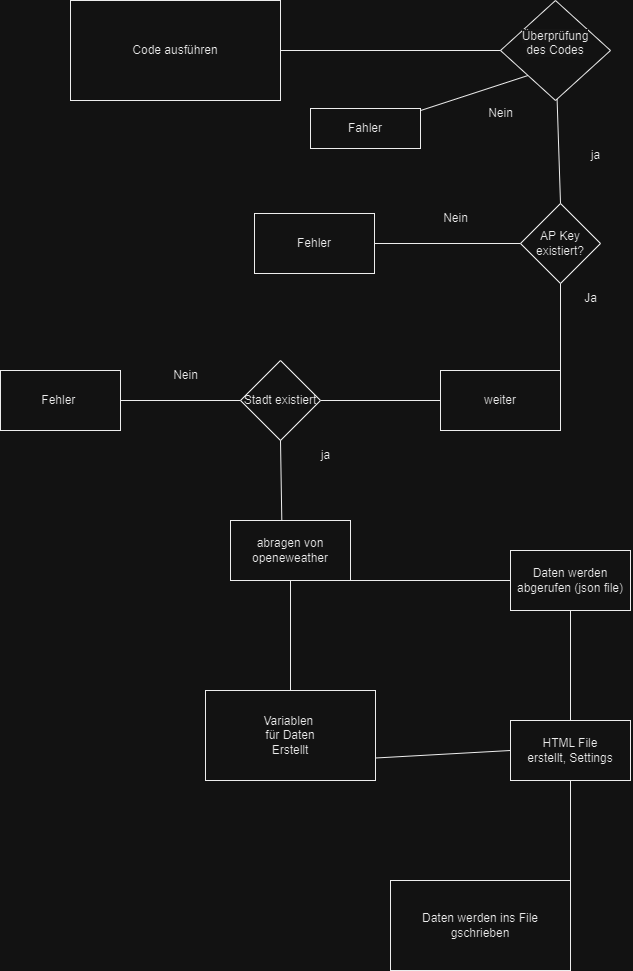 Code ausführen
Überprüfung
des Codes
Fahler
Nein
ja
Nein
Fehler
AP Key
existiert?
Ja
Nein
Fehler
Stadt existiert
weiter
ja
abragen von
openeweather
Daten werden
abgerufen (json file)
Variablen
für Daten
Erstellt
HTML File
erstellt, Settings
Daten werden ins File
gschrieben